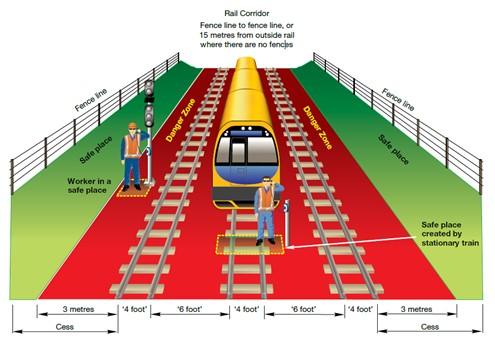 Rail Corridor
Fence line to fence line, or
15 metres from outside rail
where there are no fences
Fence line
Fence line
Danger Zone
Danger Zone
Safe place
Safe place
Worker in a
safe place
Safe place
created by
stationary train
3 metres
‘4 foot’
‘6 foot’
‘4 foot’
‘6 foot’
‘4 foot’
3 metres
Cess
Cess